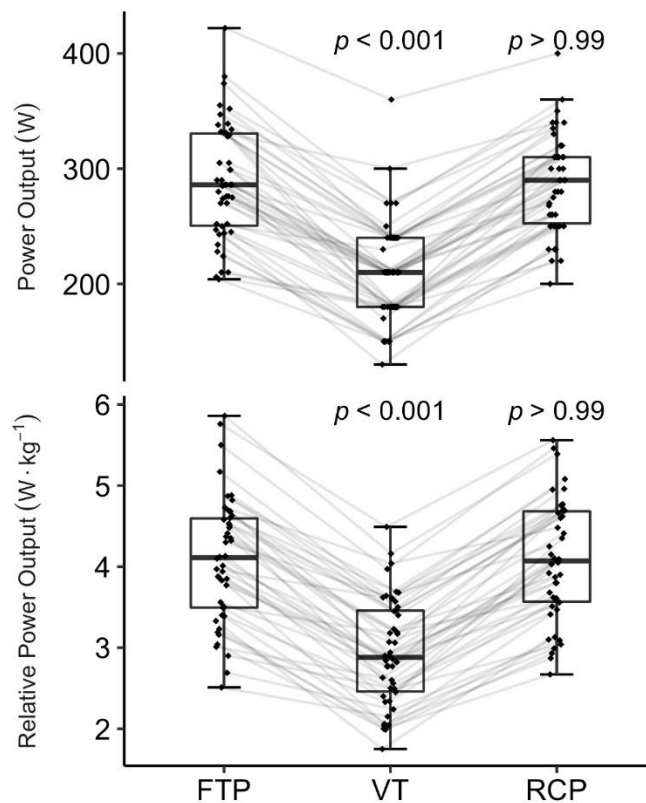 Power Output (W)
400
300
200
p < 0.001
p > 0.99
Relative Power Output (W·kg⁻¹)
6
5
4
3
2
p < 0.001
p > 0.99
FTP
VT
RCP